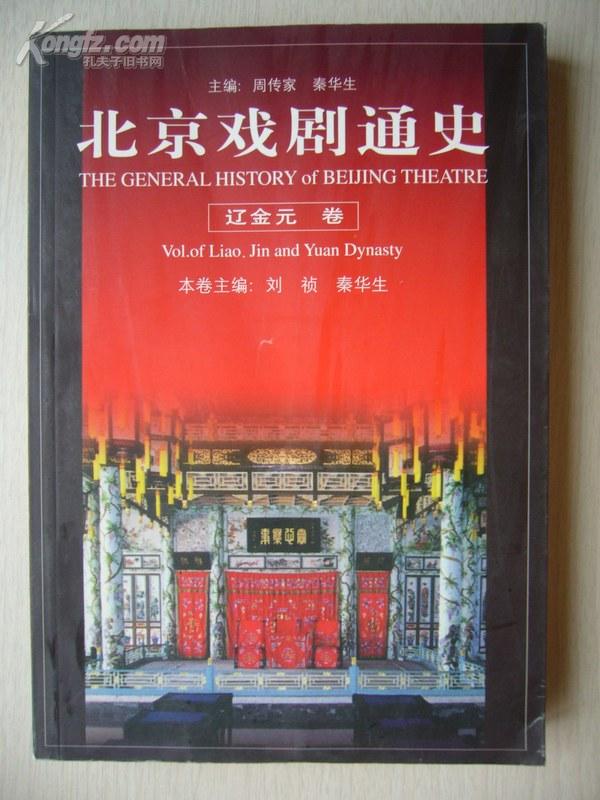 Kongfz.com
孔夫子旧书网
主编：周传家 秦华生
北京戏剧通史
THE GENERAL HISTORY of BEIJING THEATRE
辽金元 卷
Vol.of Liao, Jin and Yuan Dynasty
本卷主编：刘 祯 秦华生